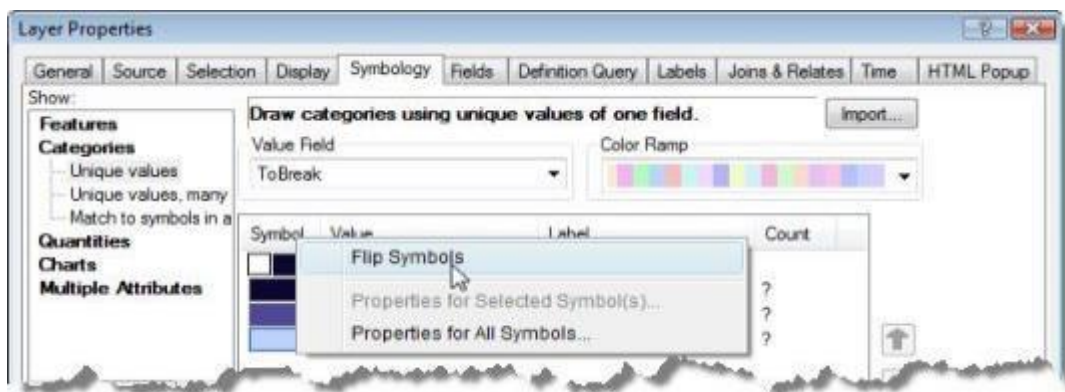 Layer Properties
General Source Selection Display Symbology Fields Definition Query Labels Joins & Relates Time HTML Popup
Show:
Features
Categories
Unique values
Unique values, many
Match to symbols in a
Quantities
Charts
Multiple Attributes
Draw categories using unique values of one field.
Import...
Value Field
ToBreak
Color Ramp
Symbol Value Label Count
Flip Symbols
Properties for Selected Symbol(s)...
Properties for All Symbols...
?
?
?